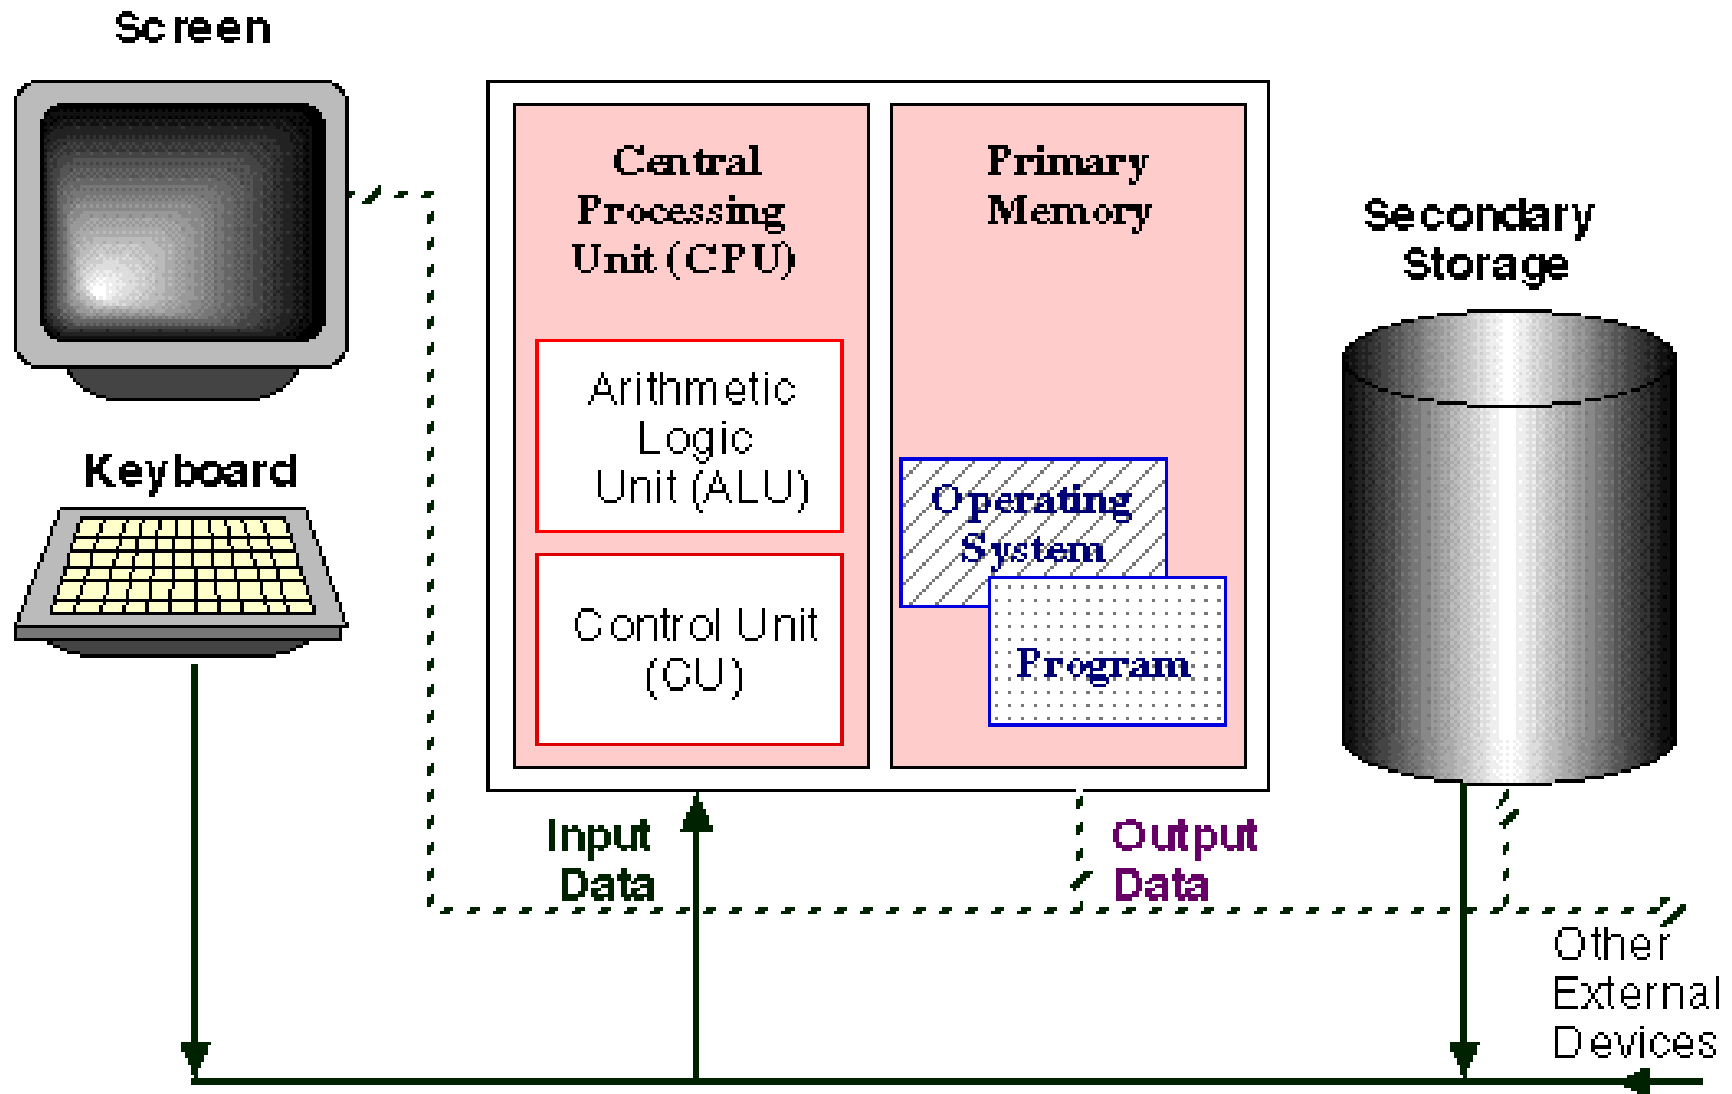 Screen
Keyboard
Central
Processing
Unit (CPU)
Arithmetic
Logic
Unit (ALU)
Control Unit
(CU)
Primary
Memory
Operating
System
Program
Secondary
Storage
Input
Data
Output
Data
Other
External
Devices